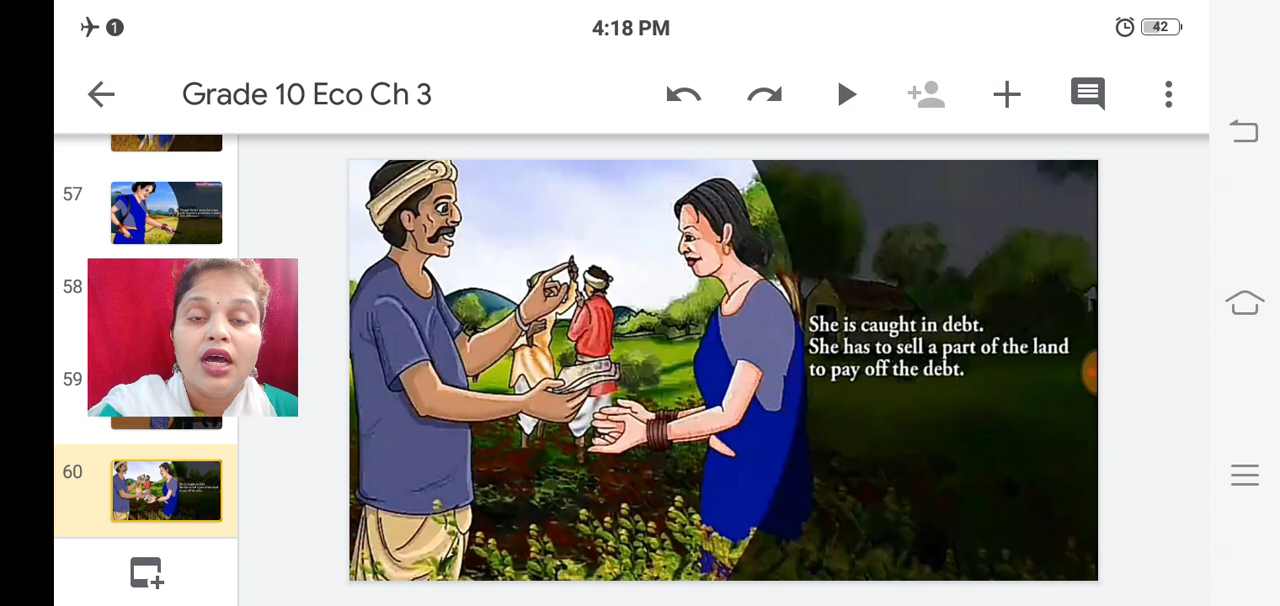 1
4:18 PM
42
Grade 10 Eco Ch 3
57
58
59
60
She is caught in debt.
She has to sell a part of the land
to pay off the debt.